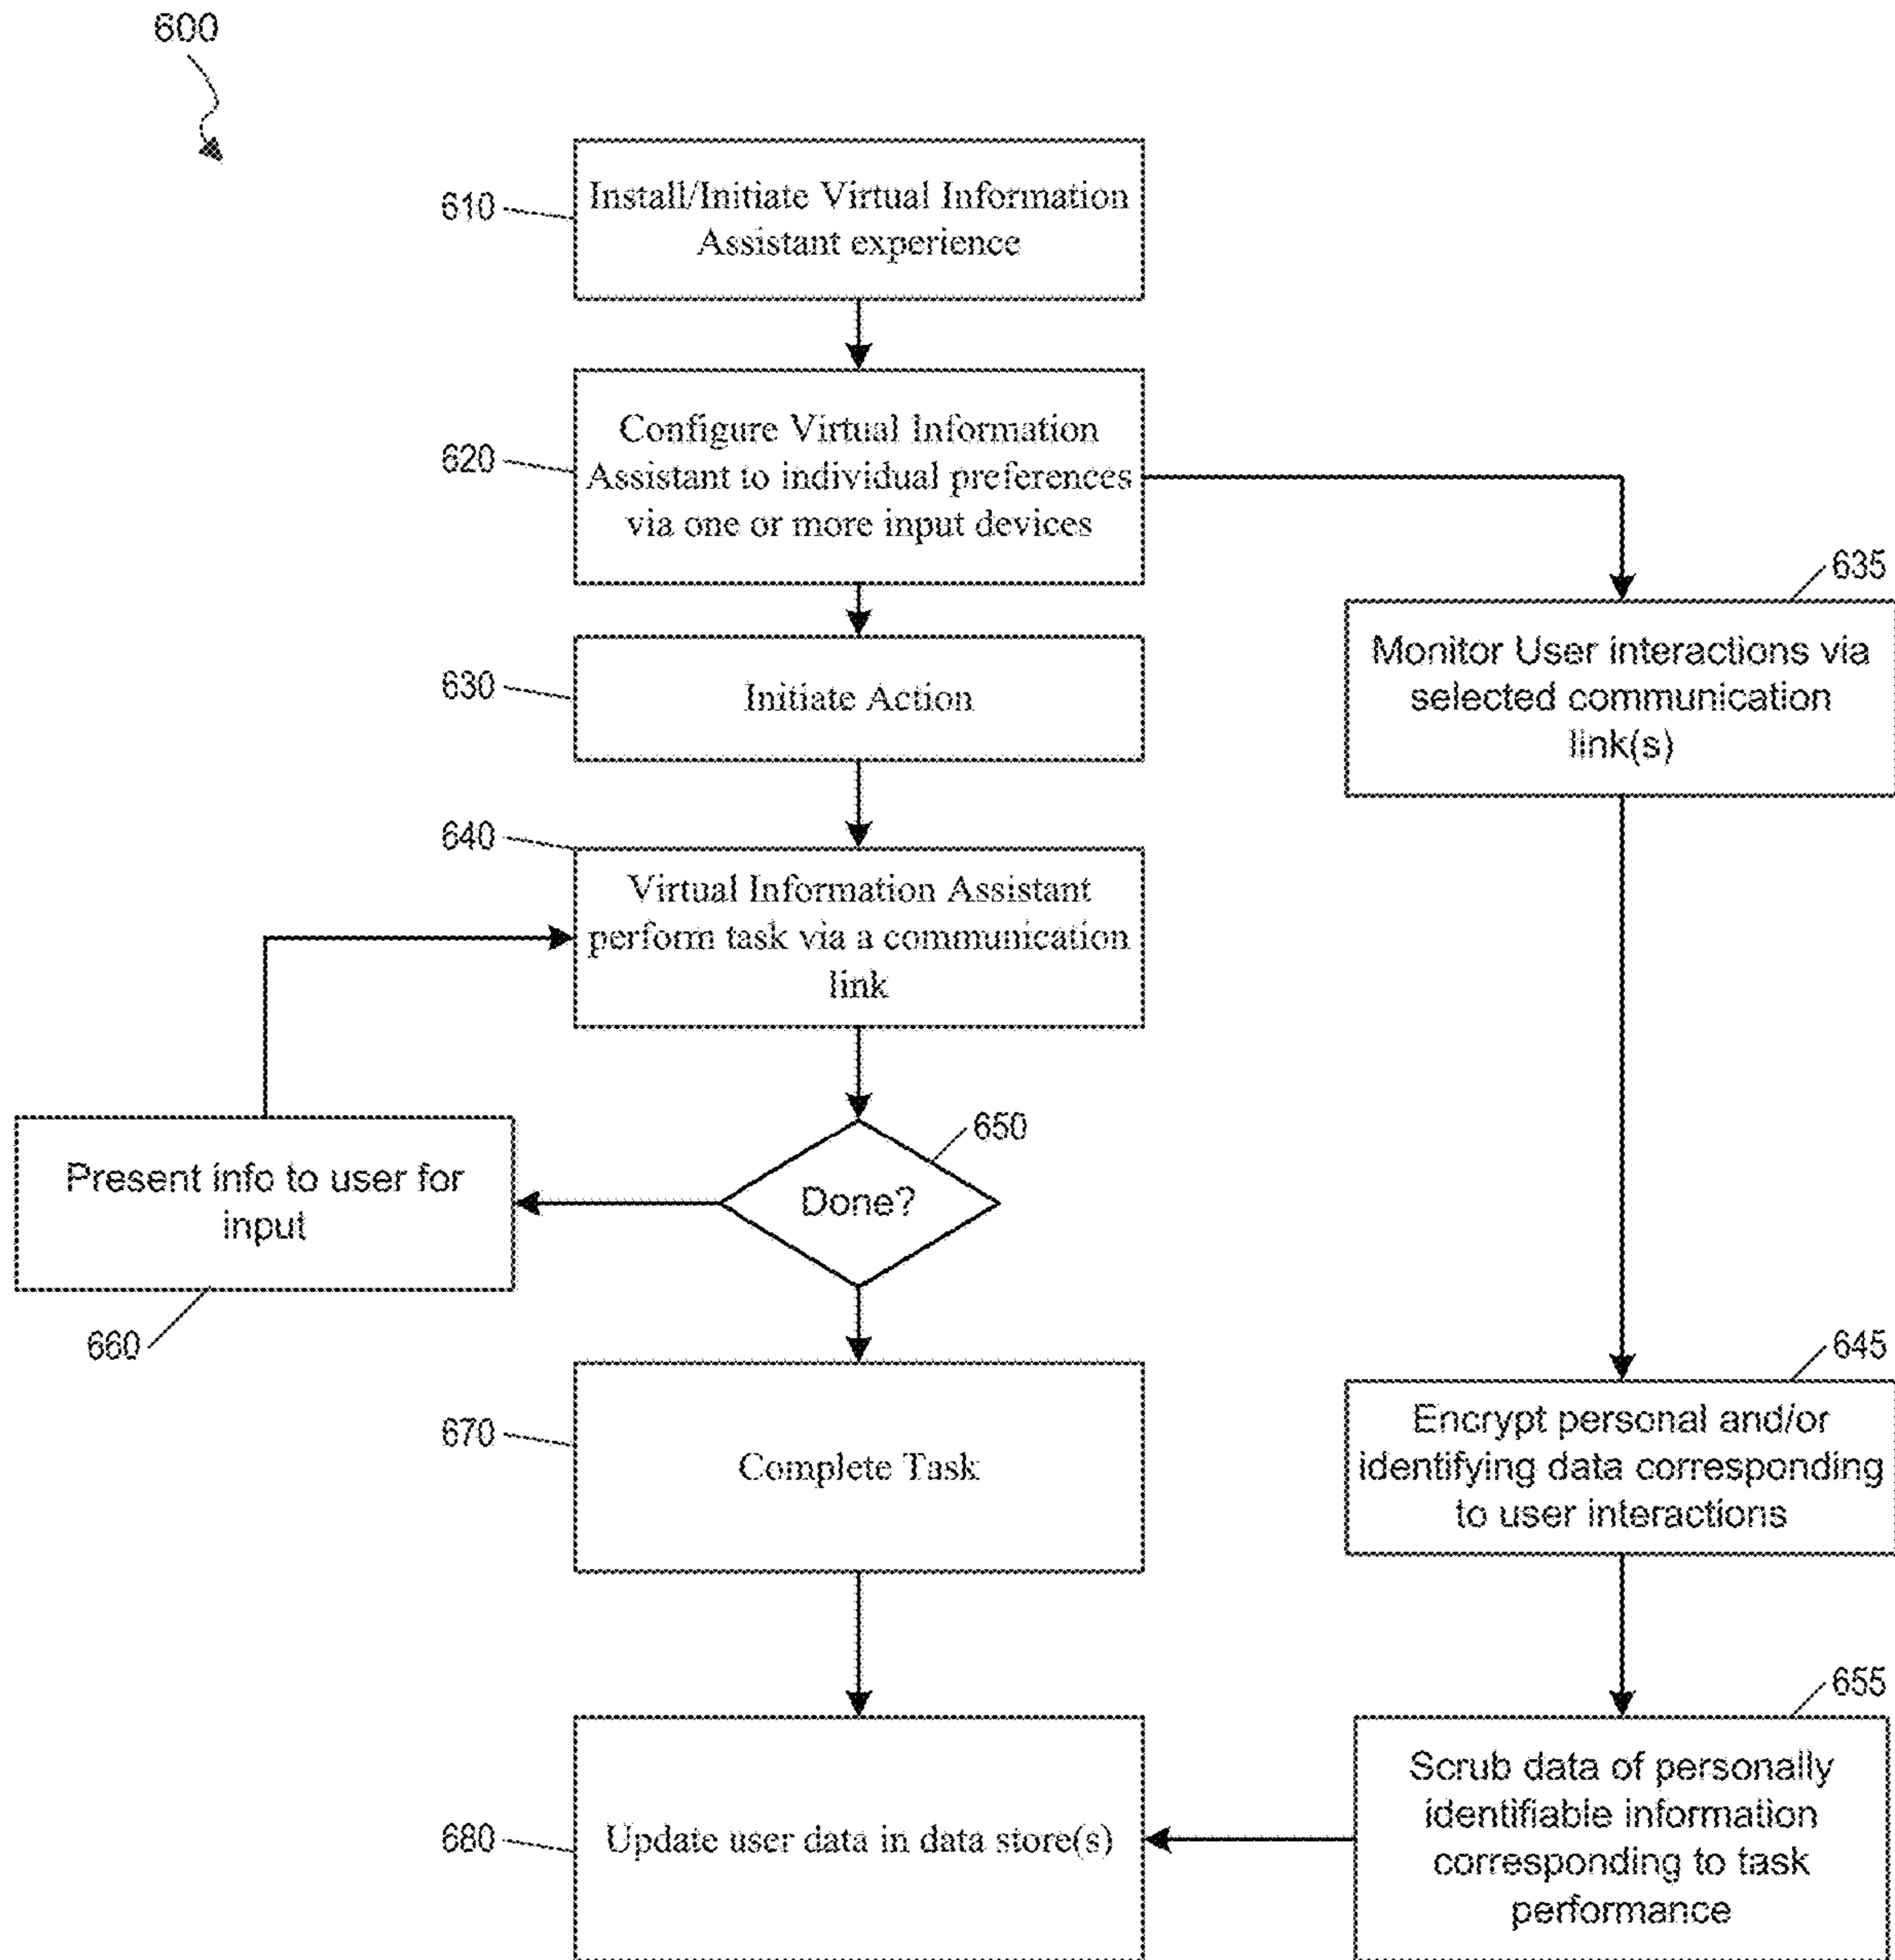 600
610
Install/Initiate Virtual Information
Assistant experience
620
Configure Virtual Information
Assistant to individual preferences
via one or more input devices
630
Initiate Action
635
Monitor User interactions via
selected communication
link(s)
640
Virtual Information Assistant
perform task via a communication
link
650
Done?
Present info to user for
input
660
670
Complete Task
645
Encrypt personal and/or
identifying data corresponding
to user interactions
655
Scrub data of personally
identifiable information
corresponding to task
performance
680
Update user data in data store(s)